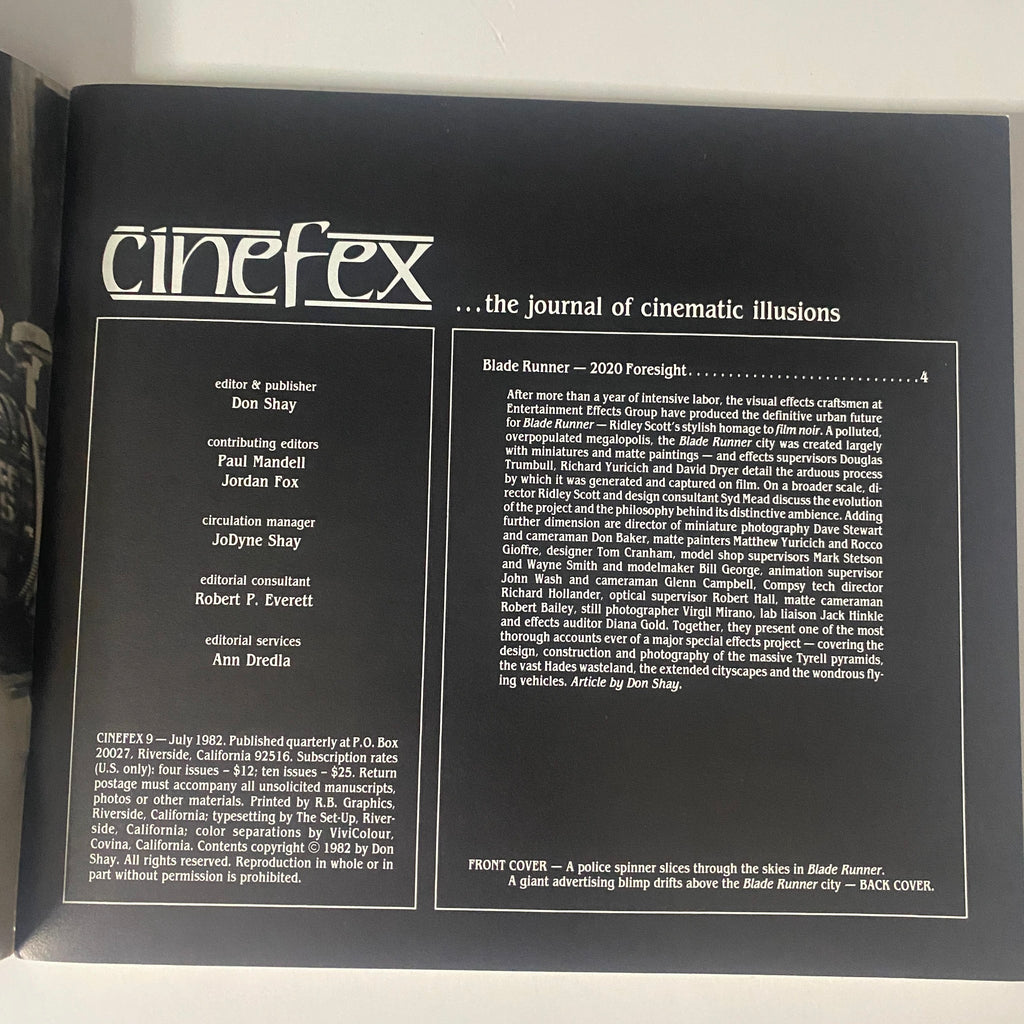 cinefex
...the journal of cinematic illusions
editor & publisher
Don Shay
contributing editors
Paul Mandell
Jordan Fox
circulation manager
JoDyne Shay
editorial consultant
Robert P. Everett
editorial services
Ann Dredla
CINEFEX 9 — July 1982. Published quarterly at P.O. Box
20027, Riverside, California 92516. Subscription rates
(U.S. only): four issues – $12; ten issues – $25. Return
postage must accompany all unsolicited manuscripts,
photos or other materials. Printed by R.B. Graphics,
Riverside, California; typesetting by The Set-Up, River-
side, California; color separations by ViviColour,
Covina, California. Contents copyright © 1982 by Don
Shay. All rights reserved. Reproduction in whole or in
part without permission is prohibited.
Blade Runner — 2020 Foresight.............................4
After more than a year of intensive labor, the visual effects craftsmen at
Entertainment Effects Group have produced the definitive urban future
for Blade Runner — Ridley Scott's stylish homage to film noir. A polluted,
overpopulated megalopolis, the Blade Runner city was created largely
with miniatures and matte paintings — and effects supervisors Douglas
Trumbull, Richard Yuricich and David Dryer detail the arduous process
by which it was generated and captured on film. On a broader scale, di-
rector Ridley Scott and design consultant Syd Mead discuss the evolution
of the project and the philosophy behind its distinctive ambience. Adding
further dimension are director of miniature photography Dave Stewart
and cameraman Don Baker, matte painters Matthew Yuricich and Rocco
Gioffre, designer Tom Cranham, model shop supervisors Mark Stetson
and Wayne Smith and modelmaker Bill George, animation supervisor
John Wash and cameraman Glenn Campbell, Compsy tech director
Richard Hollander, optical supervisor Robert Hall, matte cameraman
Robert Bailey, still photographer Virgil Mirano, lab liaison Jack Hinkle
and effects auditor Diana Gold. Together, they present one of the most
thorough accounts ever of a major special effects project — covering the
design, construction and photography of the massive Tyrell pyramids,
the vast Hades wasteland, the extended cityscapes and the wondrous fly-
ing vehicles. Article by Don Shay.
FRONT COVER — A police spinner slices through the skies in Blade Runner.
A giant advertising blimp drifts above the Blade Runner city — BACK COVER.